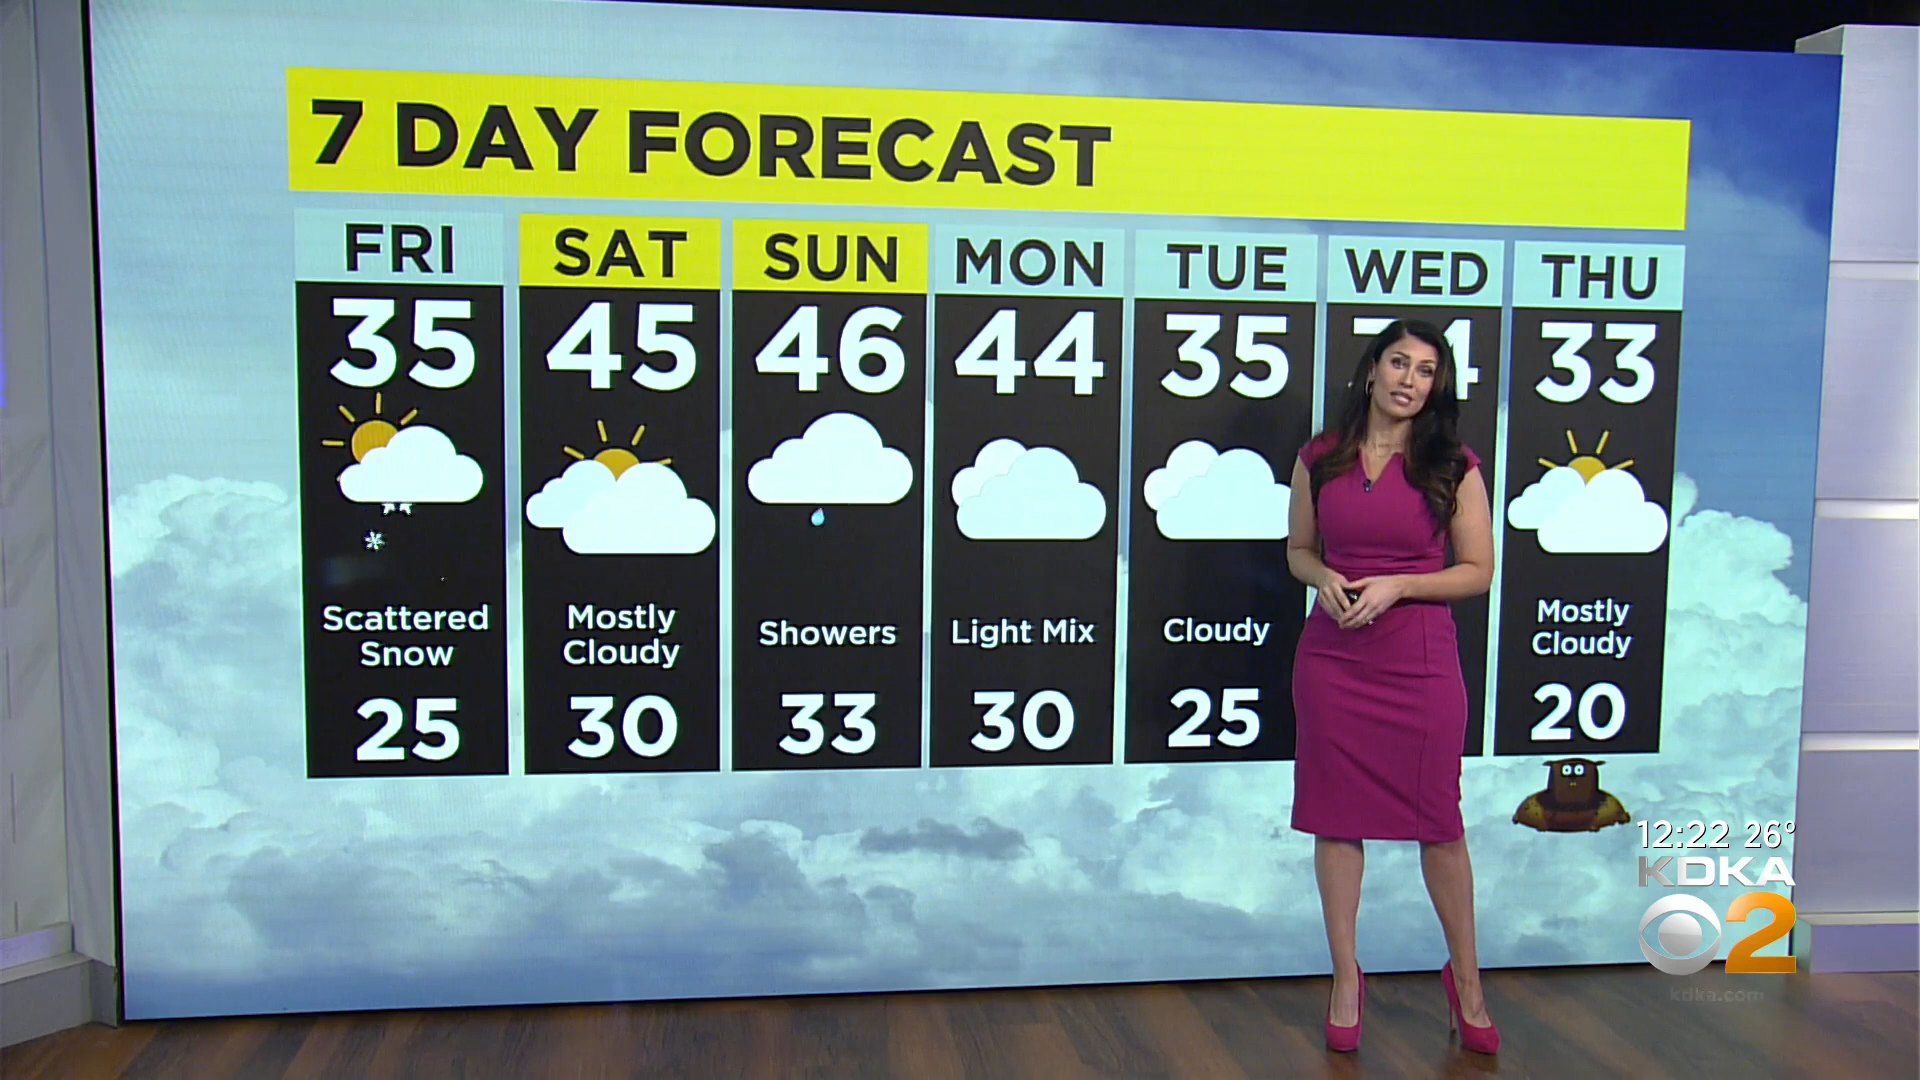 7 DAY FORECAST
FRI SAT SUN MON TUE WED THU
35 45 46 44 35 33
Scattered Snow
Mostly Cloudy
Showers
Light Mix
Cloudy
Mostly Cloudy
25 30 33 30 25 20
12:22 26°
KDKA
2
kdka.com